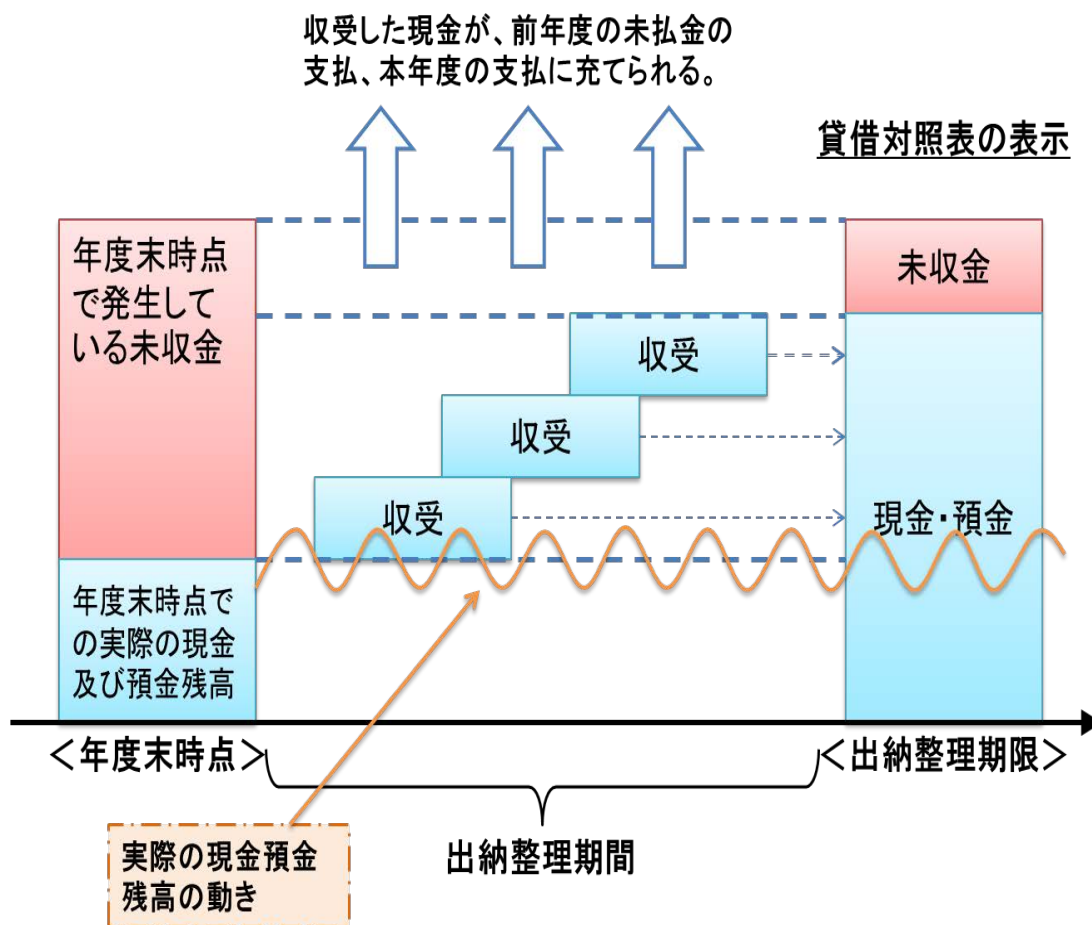 収受した現金が、前年度の未払金の
支払、本年度の支払に充てられる。
貸借対照表の表示
年度末時点
で発生して
いる未収金
未収金
収受
収受
収受
現金・預金
年度末時点で
の実際の現金
及び預金残高
＜年度末時点＞
＜出納整理期限＞
実際の現金預金
残高の動き
出納整理期間